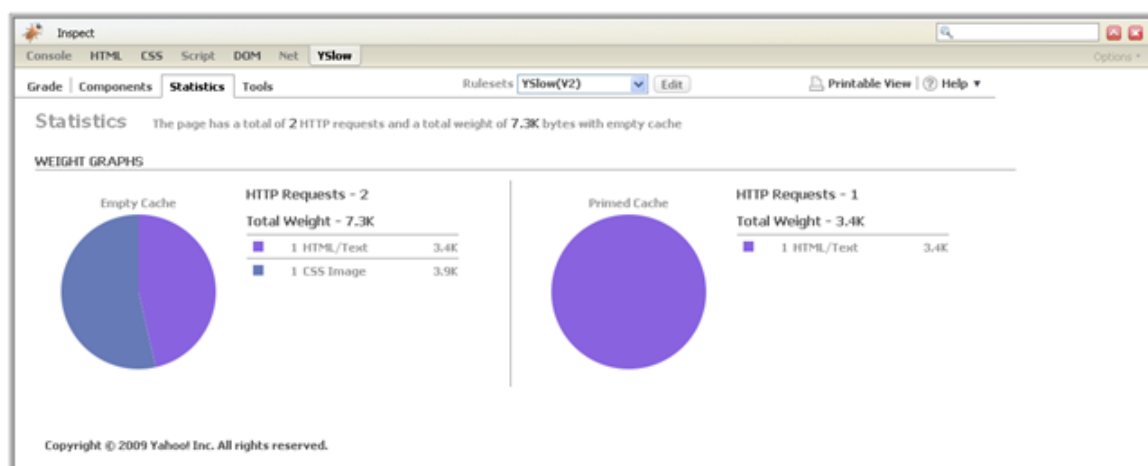 Inspect
Console HTML CSS Script DOM Net YSlow Options
Grade Components Statistics Tools Rulesets YSlow(V2) Edit Printable View Help
Statistics The page has a total of 2 HTTP requests and a total weight of 7.3K bytes with empty cache
WEIGHT GRAPHS
Empty Cache
HTTP Requests - 2
Total Weight - 7.3K
1 HTML/Text 3.4K
1 CSS Image 3.9K
Primed Cache
HTTP Requests - 1
Total Weight - 3.4K
1 HTML/Text 3.4K
Copyright © 2009 Yahoo! Inc. All rights reserved.